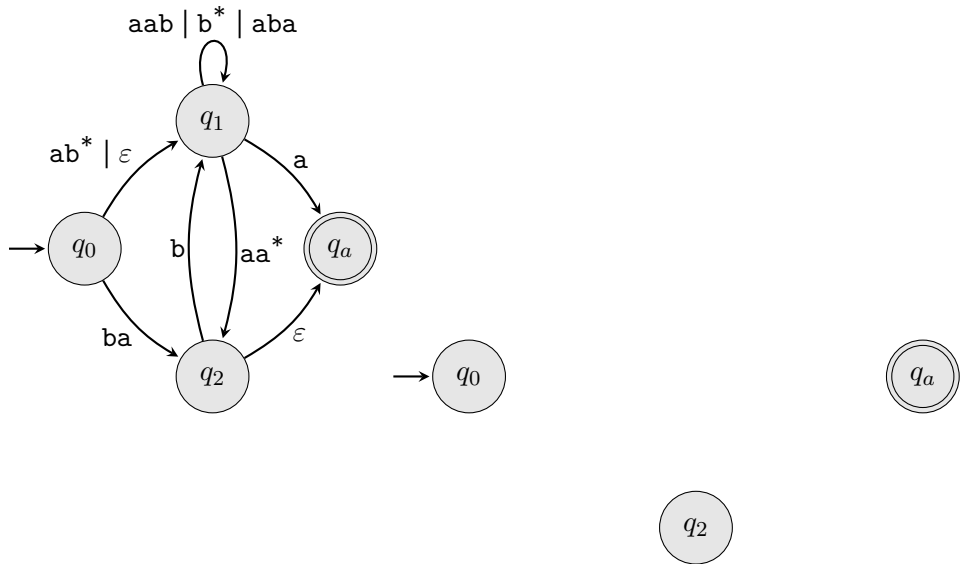 aab | b* | aba
q₁
ab* | ε
a
q₀
b
aa*
qₐ
ba
ε
q₂
q₀
qₐ
q₂